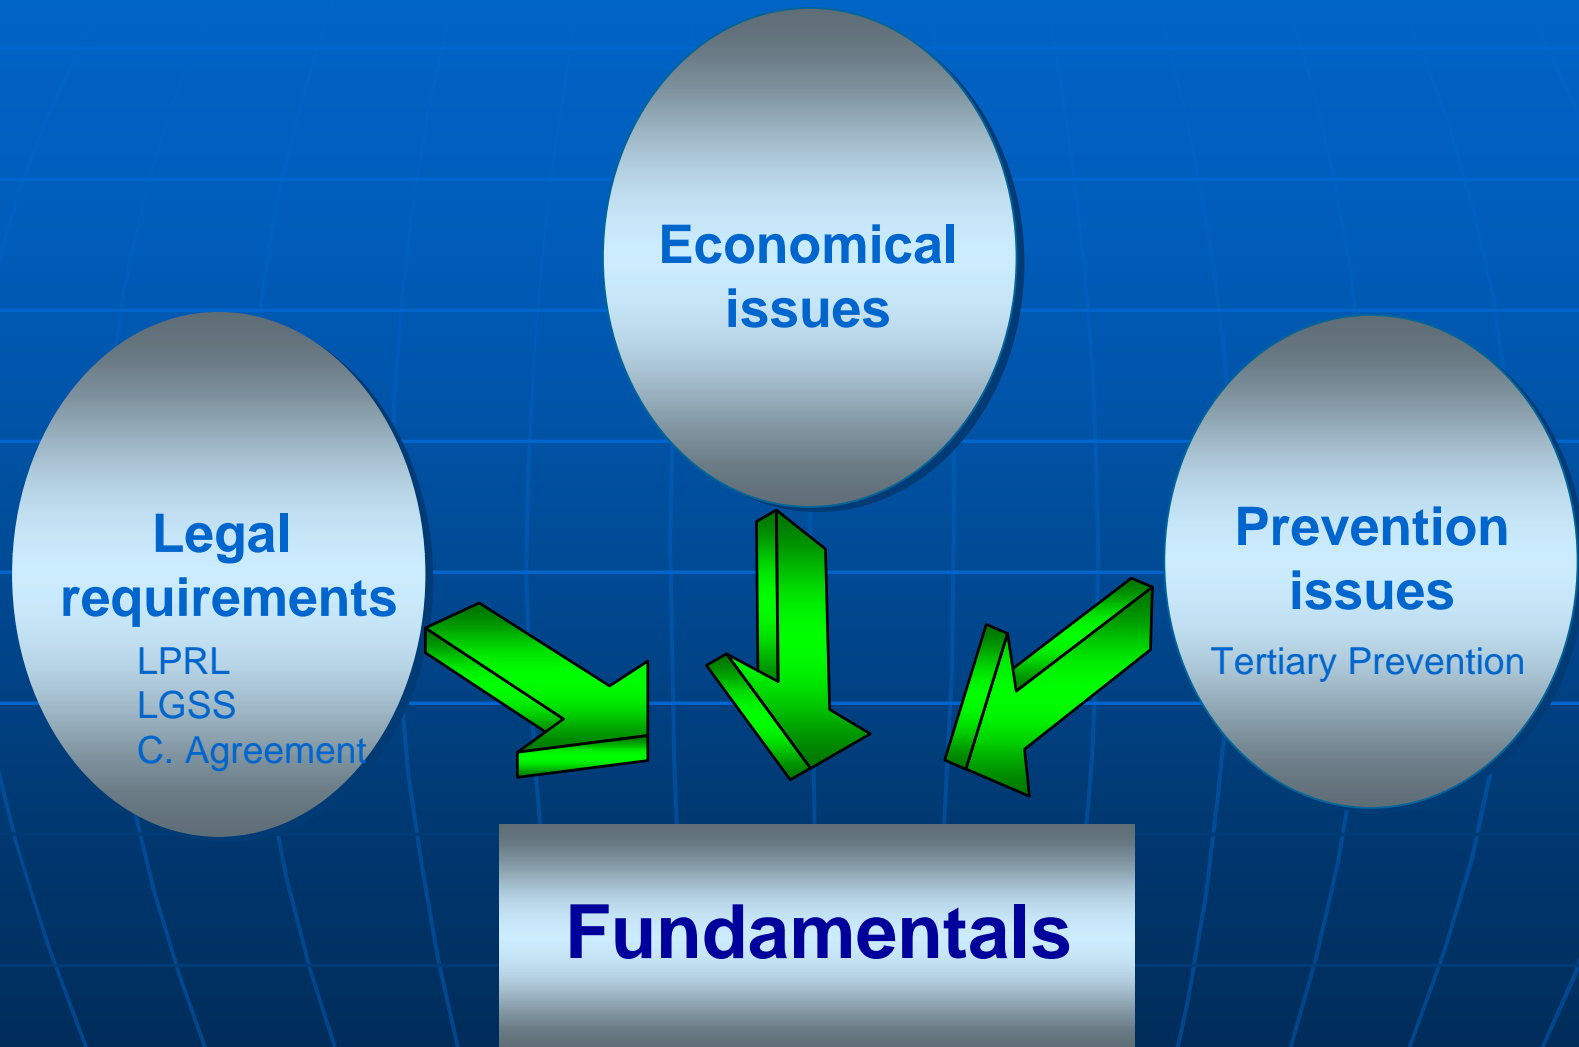 Economical
issues
Legal
requirements
LPRL
LGSS
C. Agreement
Prevention
issues
Tertiary Prevention
Fundamentals